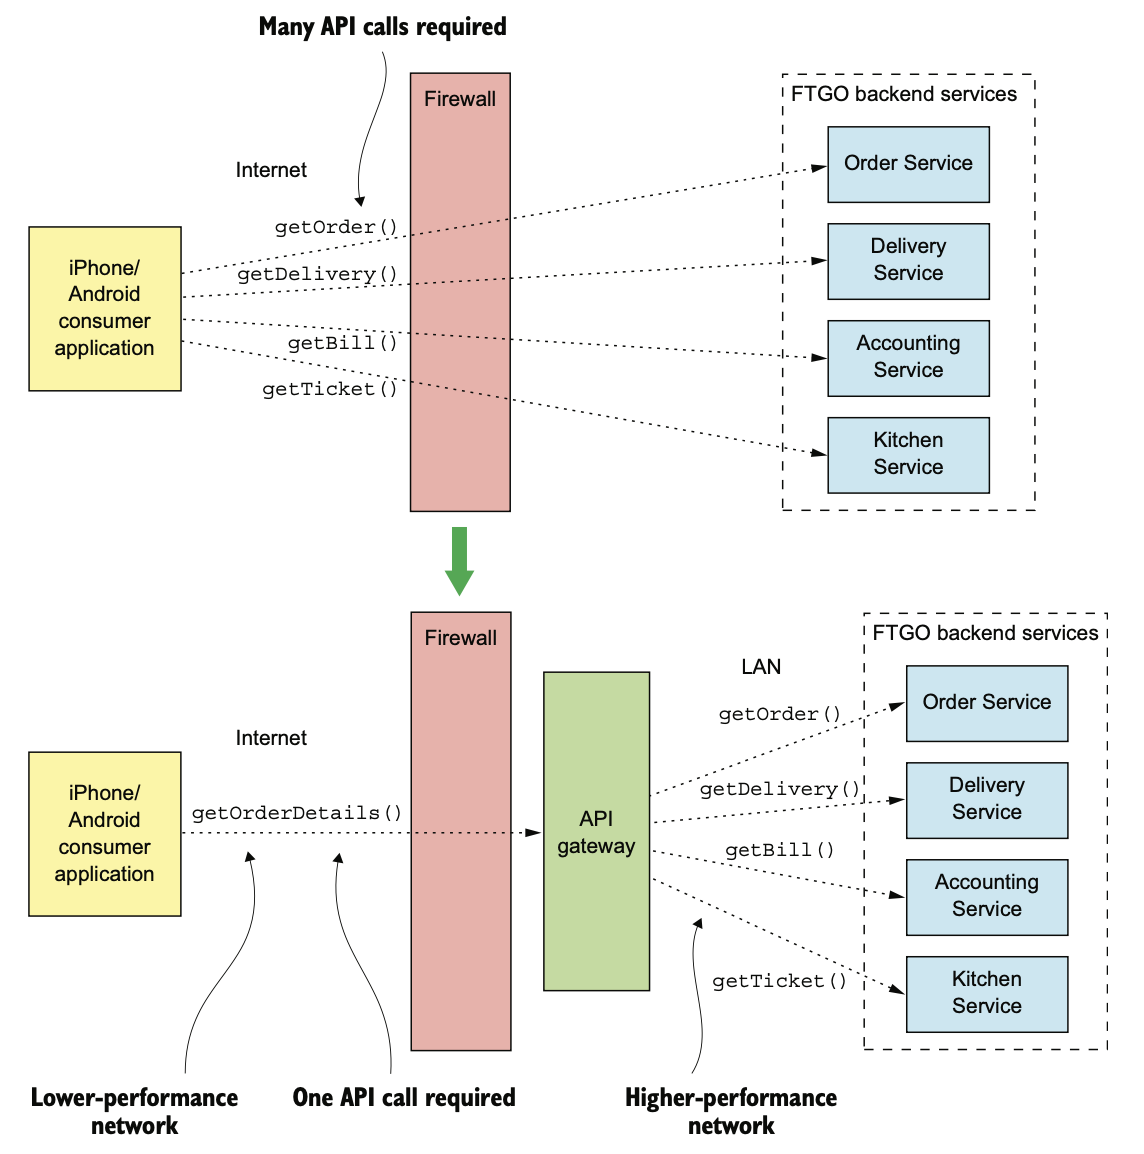 Many API calls required
Firewall
FTGO backend services
Order Service
Internet
getOrder()
iPhone/
Android
consumer
application
getDelivery()
Delivery
Service
getBill()
Accounting
Service
getTicket()
Kitchen
Service
Firewall
FTGO backend services
LAN
Order Service
getOrder()
Internet
iPhone/
Android
consumer
application
getOrderDetails()
API
gateway
getDelivery()
Delivery
Service
getBill()
Accounting
Service
getTicket()
Kitchen
Service
Lower-performance
network
One API call required
Higher-performance
network